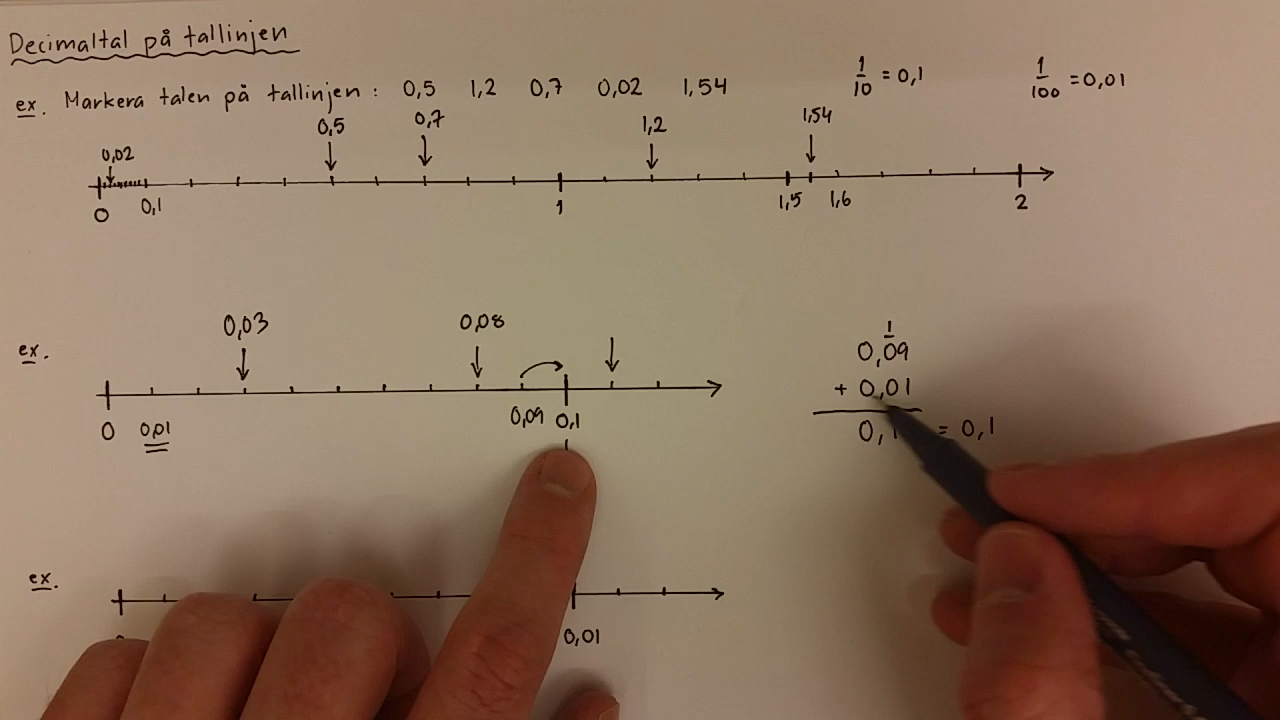 Decimaltal på tallinjen
ex. Markera talen på tallinjen : 0,5 1,2 0,7 0,02 1,54
1/10 = 0,1 1/100 = 0,01
0,02 0,5 0,7 1,2 1,54
0 0,1 1 1,5 1,6 2
ex. 0,03 0,08
0 0,01 0,09 0,1
1
0,09
+ 0,01
0,1 = 0,1
ex.
0,01